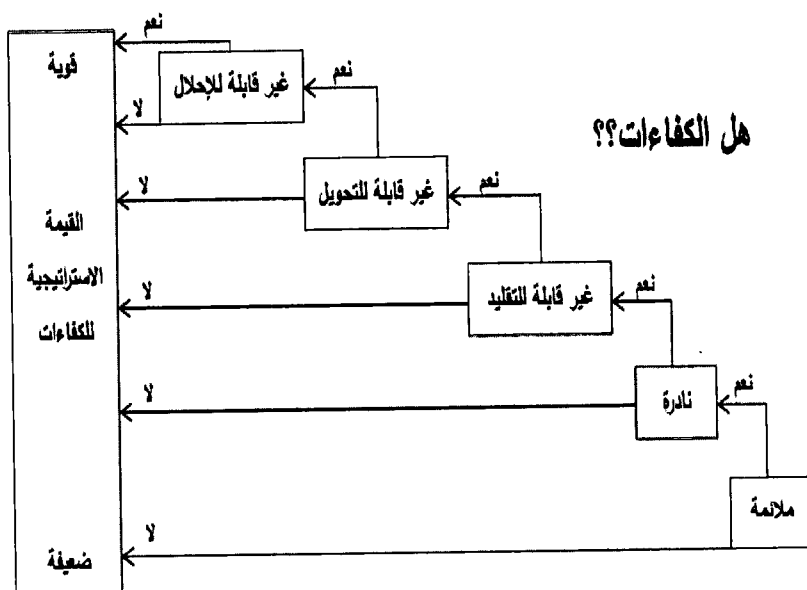 هل الكفاءات؟؟
نعم
قوية
غير قابلة للإحلال
نعم
لا
غير قابلة للتحويل
نعم
لا
القيمة
الاستراتيجية
للكفاءات
غير قابلة للتقليد
نعم
لا
نادرة
نعم
لا
ملائمة
لا
ضعيفة